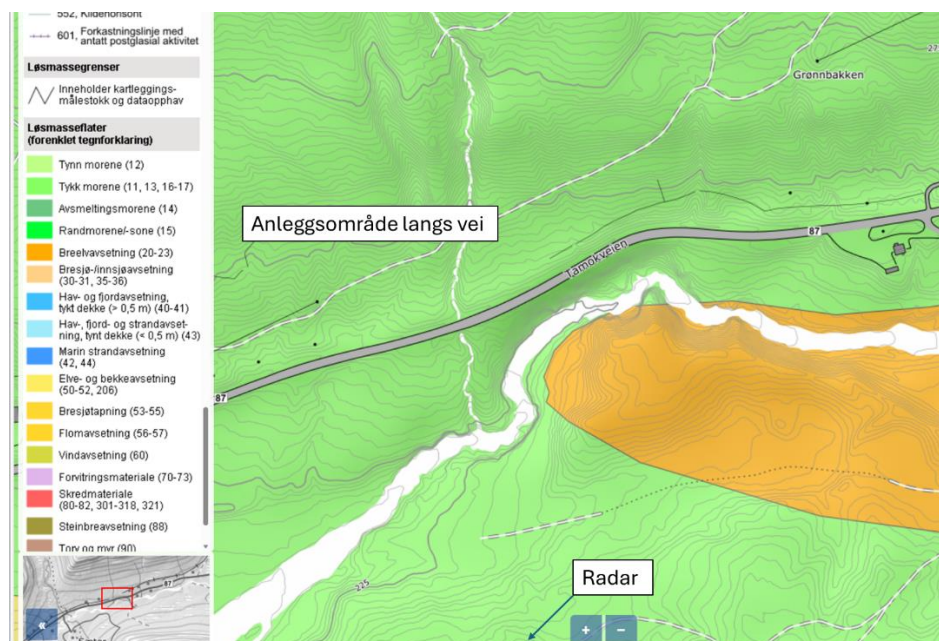 552, Kildehorisont
601, Forkastningslinje med
antatt postglasial aktivitet
Løsmassegrenser
Inneholder kartleggings-
målestokk og dataopphav
Løsmasseflater
(forenklet tegnforklaring)
Tynn morene (12)
Tykk morene (11, 13, 16-17)
Avsmeltingsmorene (14)
Randmorene/-sone (15)
Breelvavsetning (20-23)
Bresjø-/innsjøavsetning
(30-31, 35-36)
Hav- og fjordavsetning,
tykt dekke (> 0,5 m) (40-41)
Hav-, fjord- og strandavset-
ning, tynt dekke (< 0,5 m) (43)
Marin strandavsetning
(42, 44)
Elve- og bekkeavsetning
(50-52, 206)
Bresjøtapning (53-55)
Flomavsetning (56-57)
Vindavsetning (60)
Forvitringsmateriale (70-73)
Skredmateriale
(80-82, 301-318, 321)
Steinbreavsetning (88)
Torv og myr (90)
87
«
Grønnbakken
Anleggsområde langs vei
Tamokveien
87
87
225
Radar
+
−